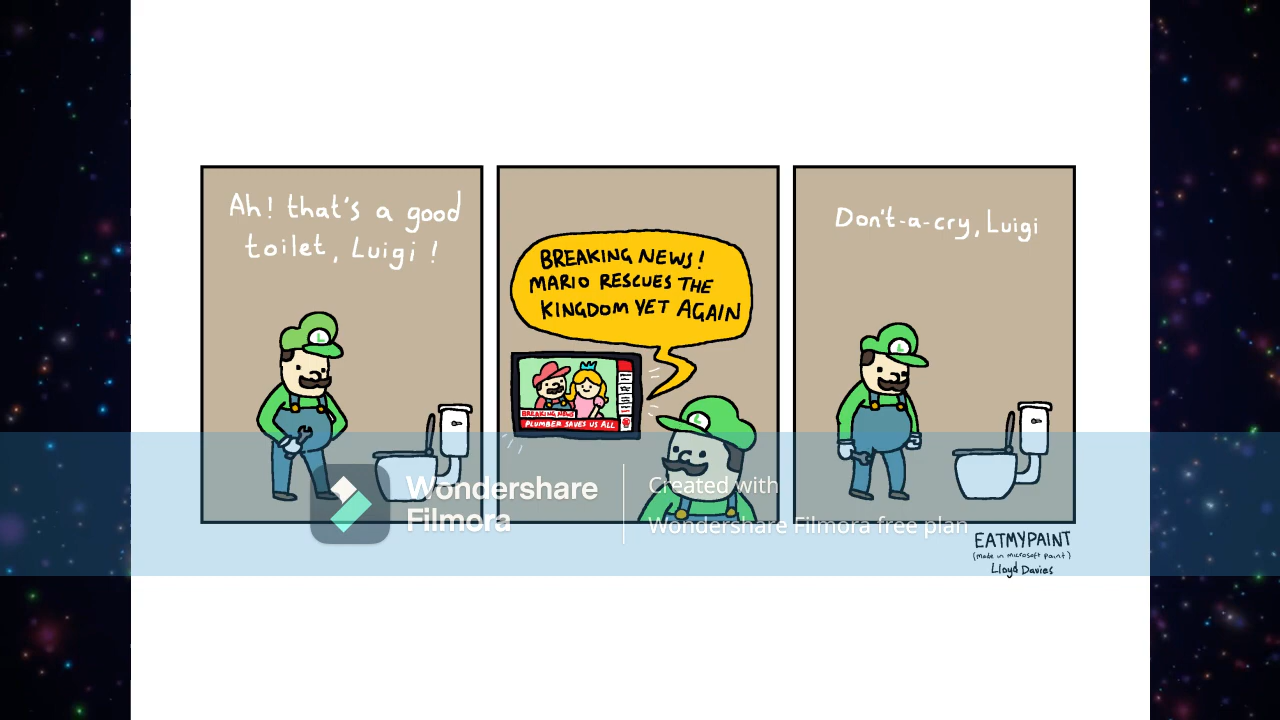 Ah! that's a good
toilet, Luigi!
L
BREAKING NEWS!
MARIO RESCUES THE
KINGDOM YET AGAIN
BREAKING NEWS
PLUMBER SAVES US ALL
L
Don't-a-cry, Luigi
L
Wondershare
Filmora
Created with
Wondershare Filmora free plan
EATMYPAINT
(made in microsoft paint)
Lloyd Davies